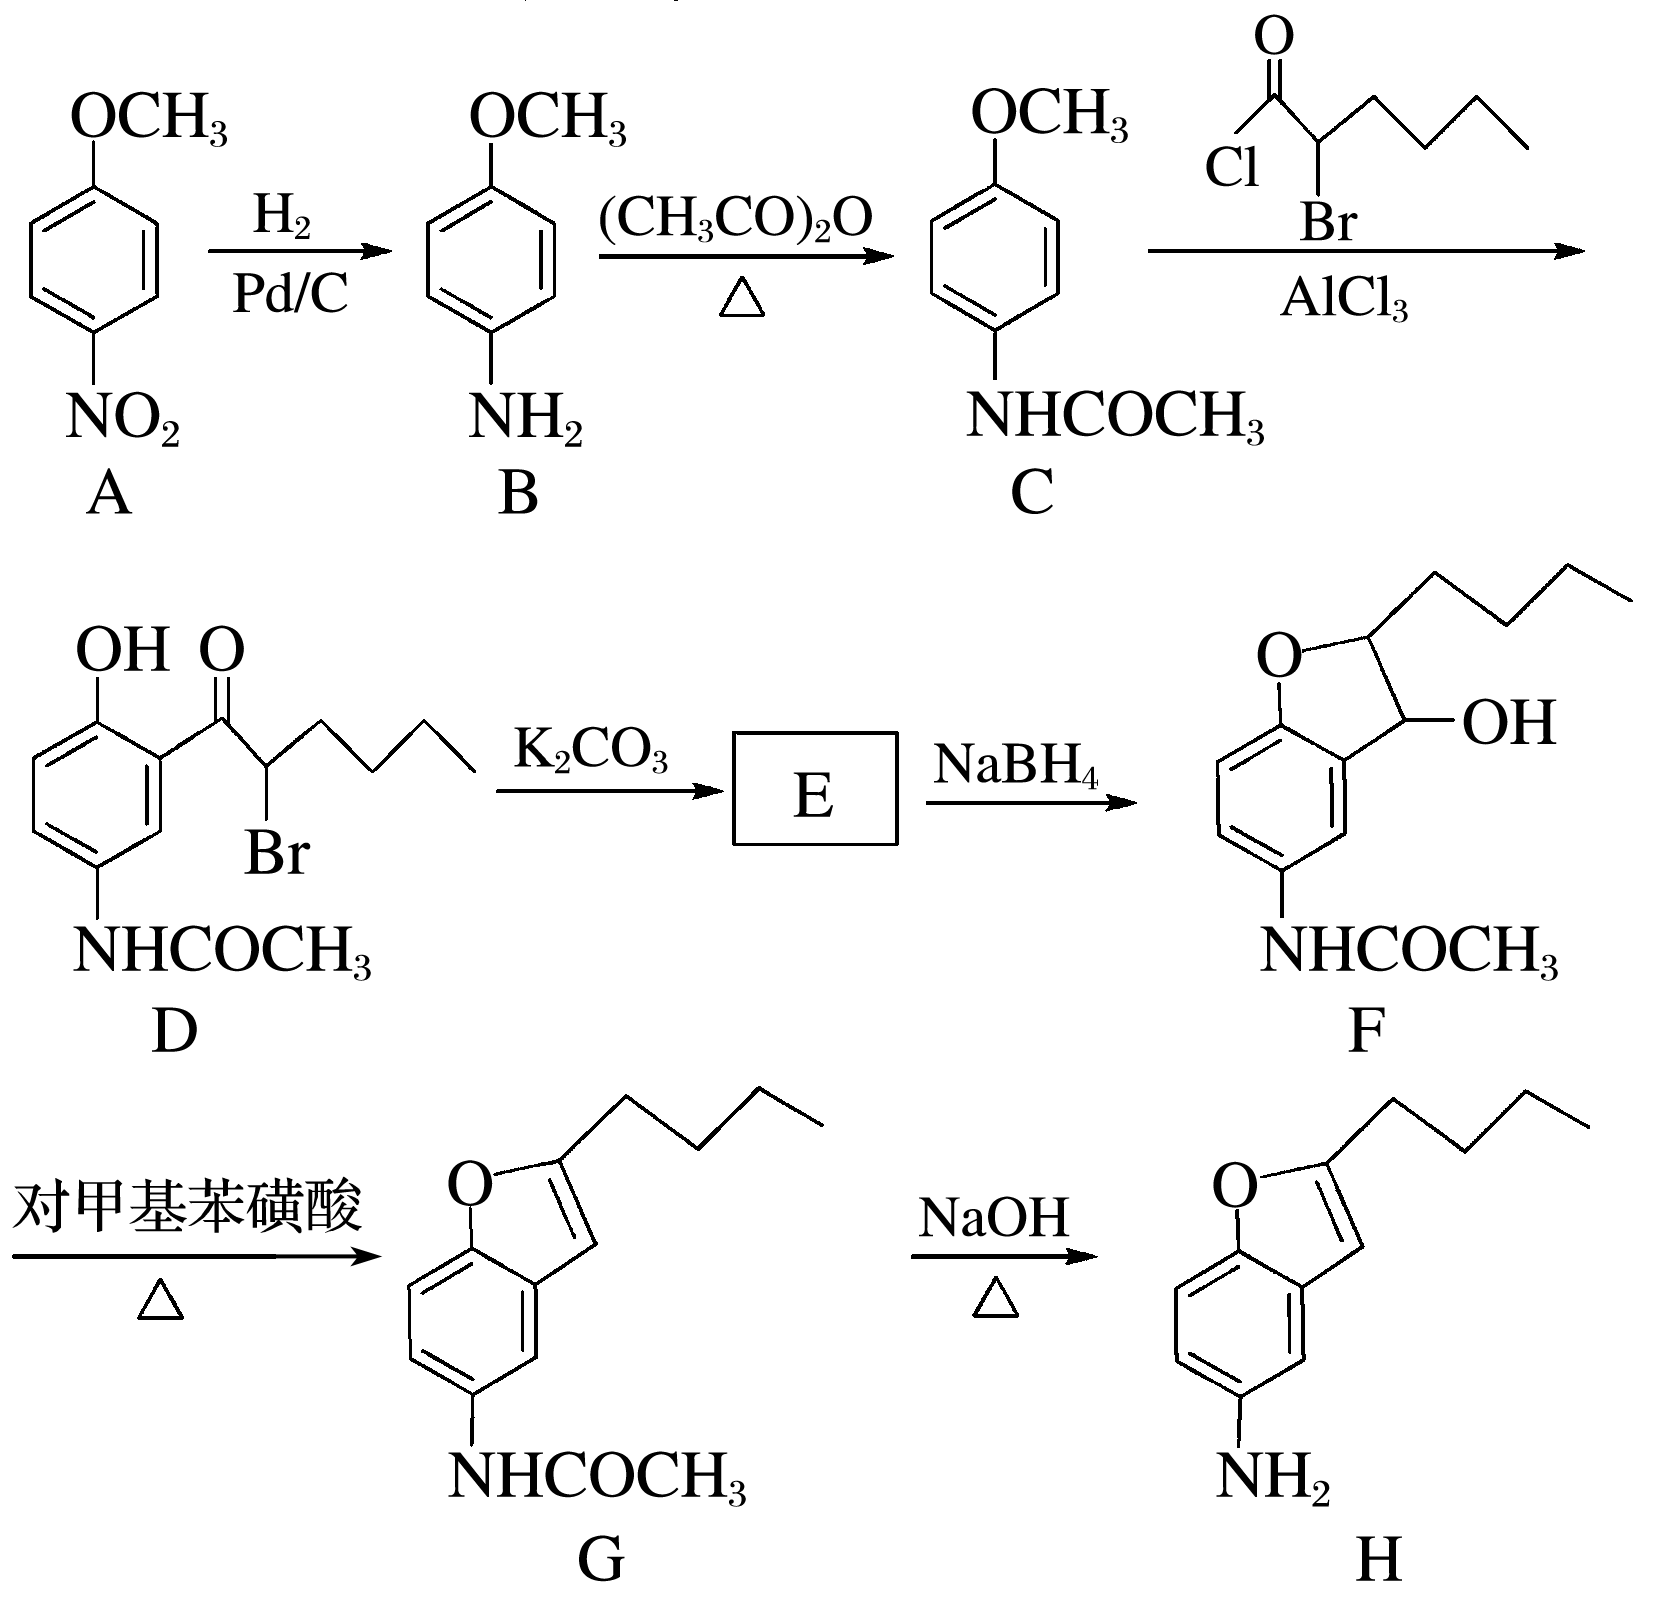 OCH₃
NO₂
A
H₂
Pd/C
OCH₃
NH₂
B
(CH₃CO)₂O
△
OCH₃
NHCOCH₃
C
O
Cl
Br
AlCl₃
OH O
Br
NHCOCH₃
D
K₂CO₃
E
NaBH₄
O
OH
NHCOCH₃
F
对甲基苯磺酸
△
O
NHCOCH₃
G
NaOH
△
O
NH₂
H